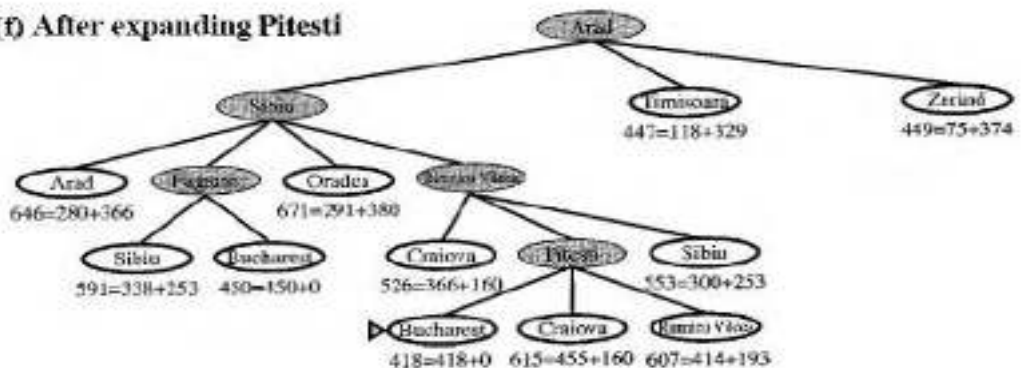 (f) After expanding Pitesti
Arad
Sibiu
Timisoara
Zerind
447=118+329
449=75+374
Arad
Fagaras
Oradea
Rimnicu Vilcea
646=280+366
671=291+380
Sibiu
Bucharest
Craiova
Pitesti
Sibiu
591=338+253
450=450+0
526=366+160
553=300+253
Bucharest
Craiova
Rimnicu Vilcea
418=418+0
615=455+160
607=414+193